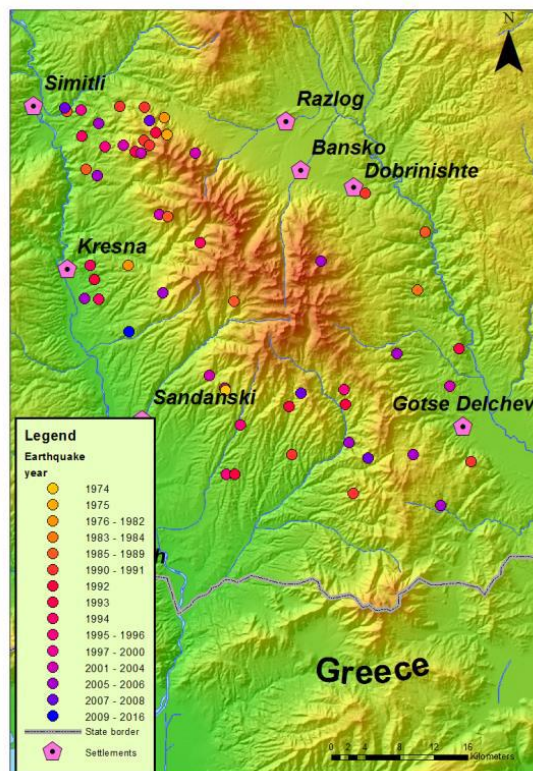 N
Simitli
Razlog
Bansko
Dobrinishte
Kresna
Sandanski
Gotse Delchev
Legend
Earthquake
year
1974
1975
1976 - 1982
1983 - 1984
1985 - 1989
1990 - 1991
1992
1993
1994
1995 - 1996
1997 - 2000
2001 - 2004
2005 - 2006
2007 - 2008
2009 - 2016
State border
Settlements
Greece
0 2 4 8 12 16
Kilometers